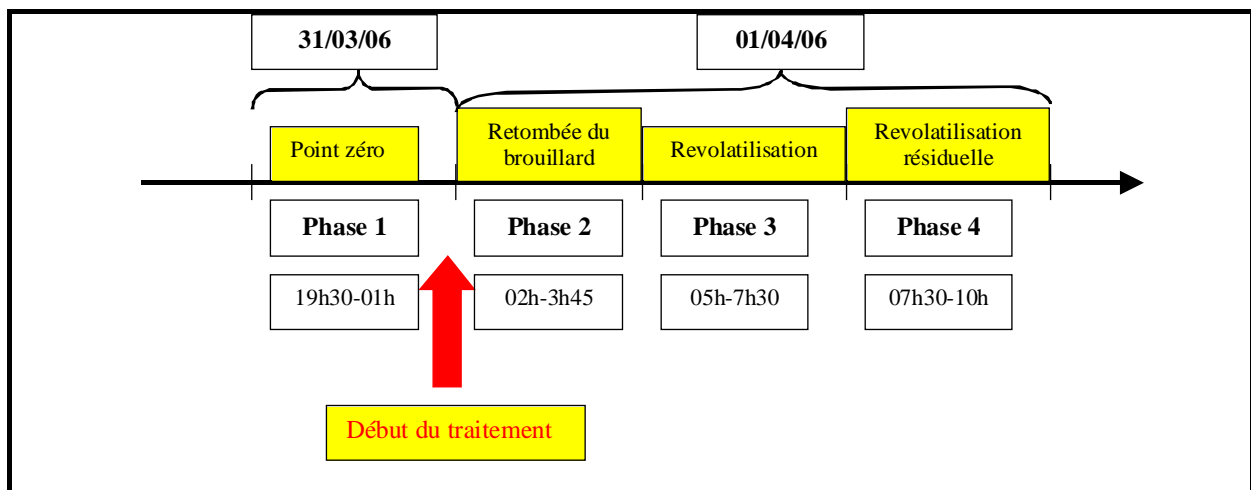 31/03/06
01/04/06
Point zéro
Retombée du
brouillard
Revolatilisation
Revolatilisation
résiduelle
Phase 1
Phase 2
Phase 3
Phase 4
19h30-01h
02h-3h45
05h-7h30
07h30-10h
Début du traitement